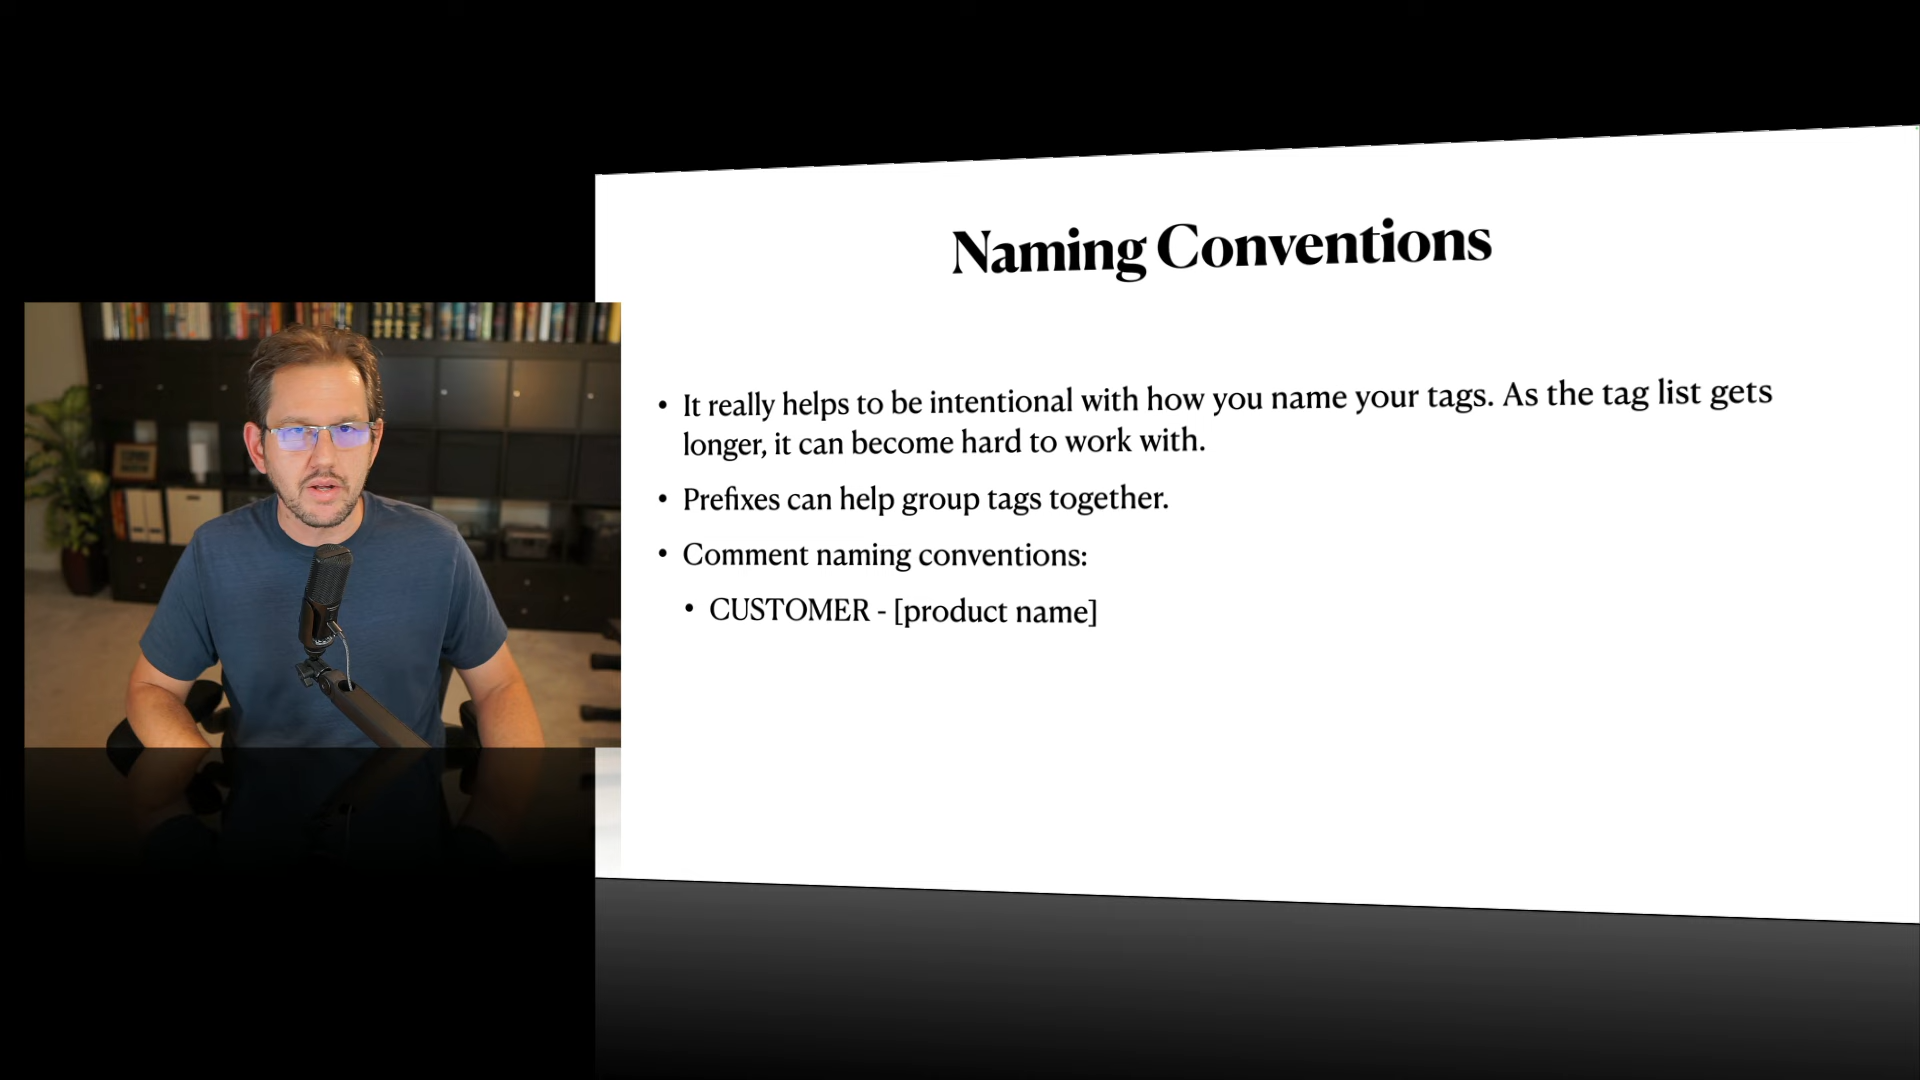 Naming Conventions
• It really helps to be intentional with how you name your tags. As the tag list gets
longer, it can become hard to work with.
• Prefixes can help group tags together.
• Comment naming conventions:
• CUSTOMER - [product name]